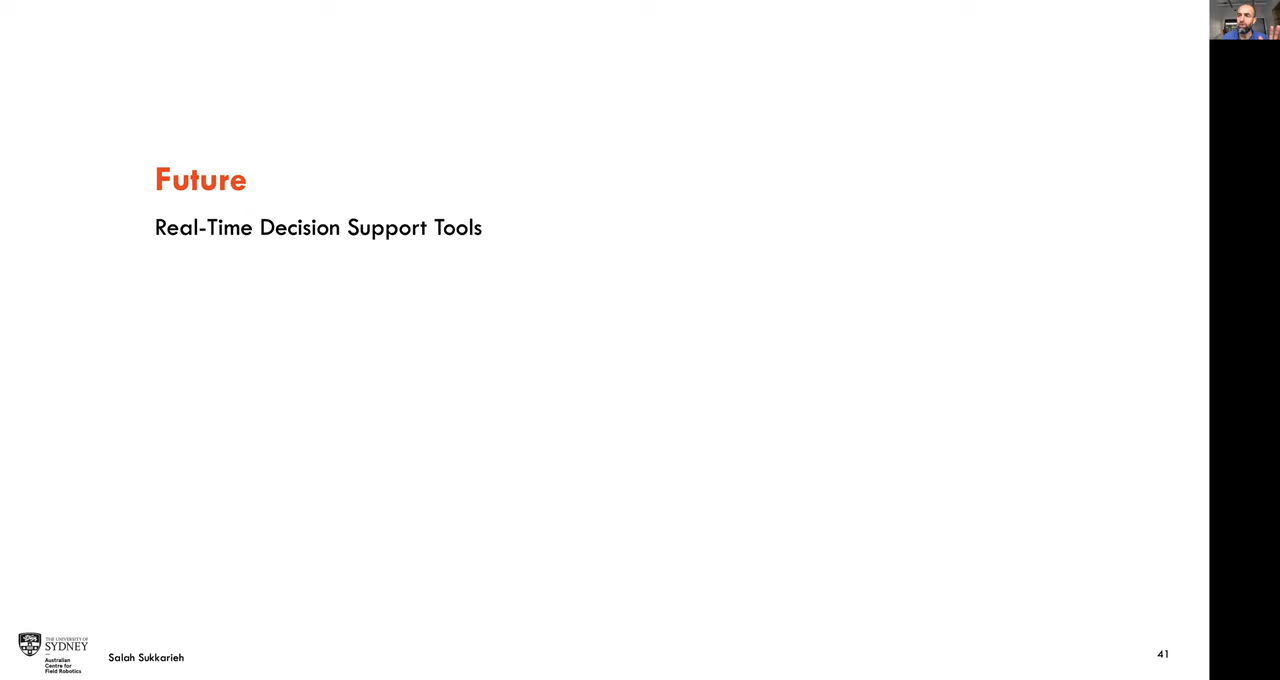 Future
Real-Time Decision Support Tools
THE UNIVERSITY OF
SYDNEY
Australian
Centre for
Field Robotics
Salah Sukkarieh
41